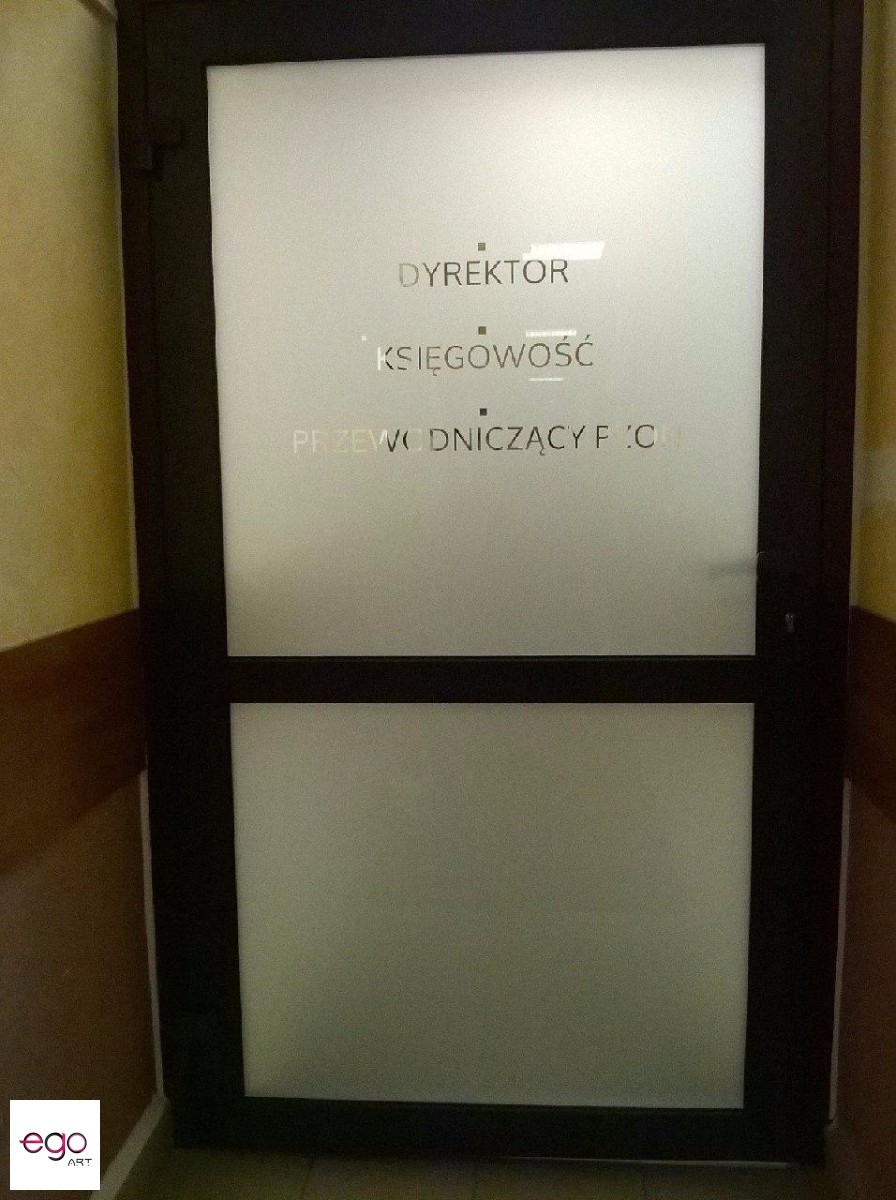 DYREKTOR
KSIĘGOWOŚĆ
PRZEWODNICZĄCY
ego
ART